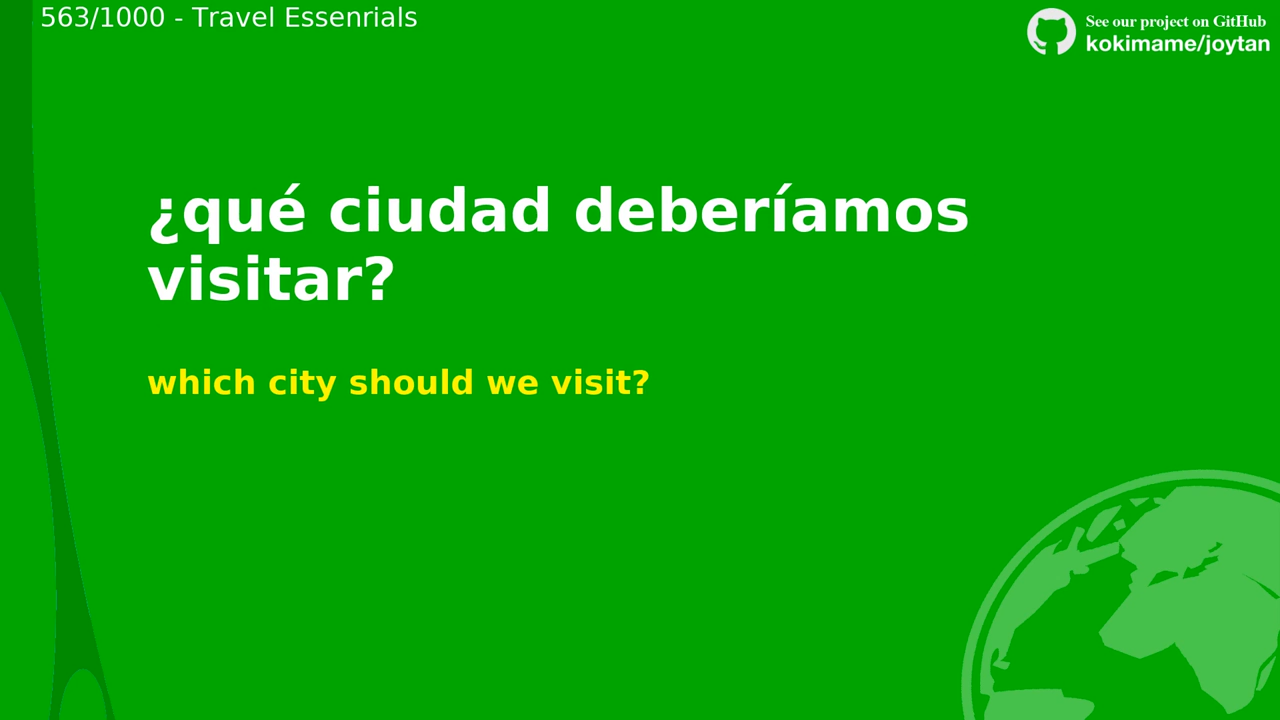 563/1000 - Travel Essenrials
See our project on GitHub
kokimame/joytan
¿qué ciudad deberíamos
visitar?
which city should we visit?